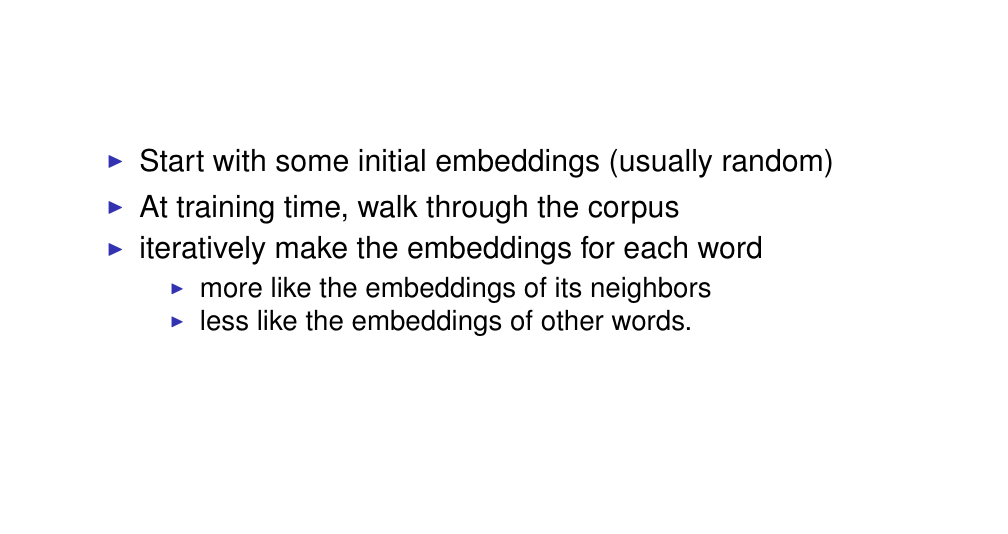 Start with some initial embeddings (usually random)
At training time, walk through the corpus
iteratively make the embeddings for each word
more like the embeddings of its neighbors
less like the embeddings of other words.